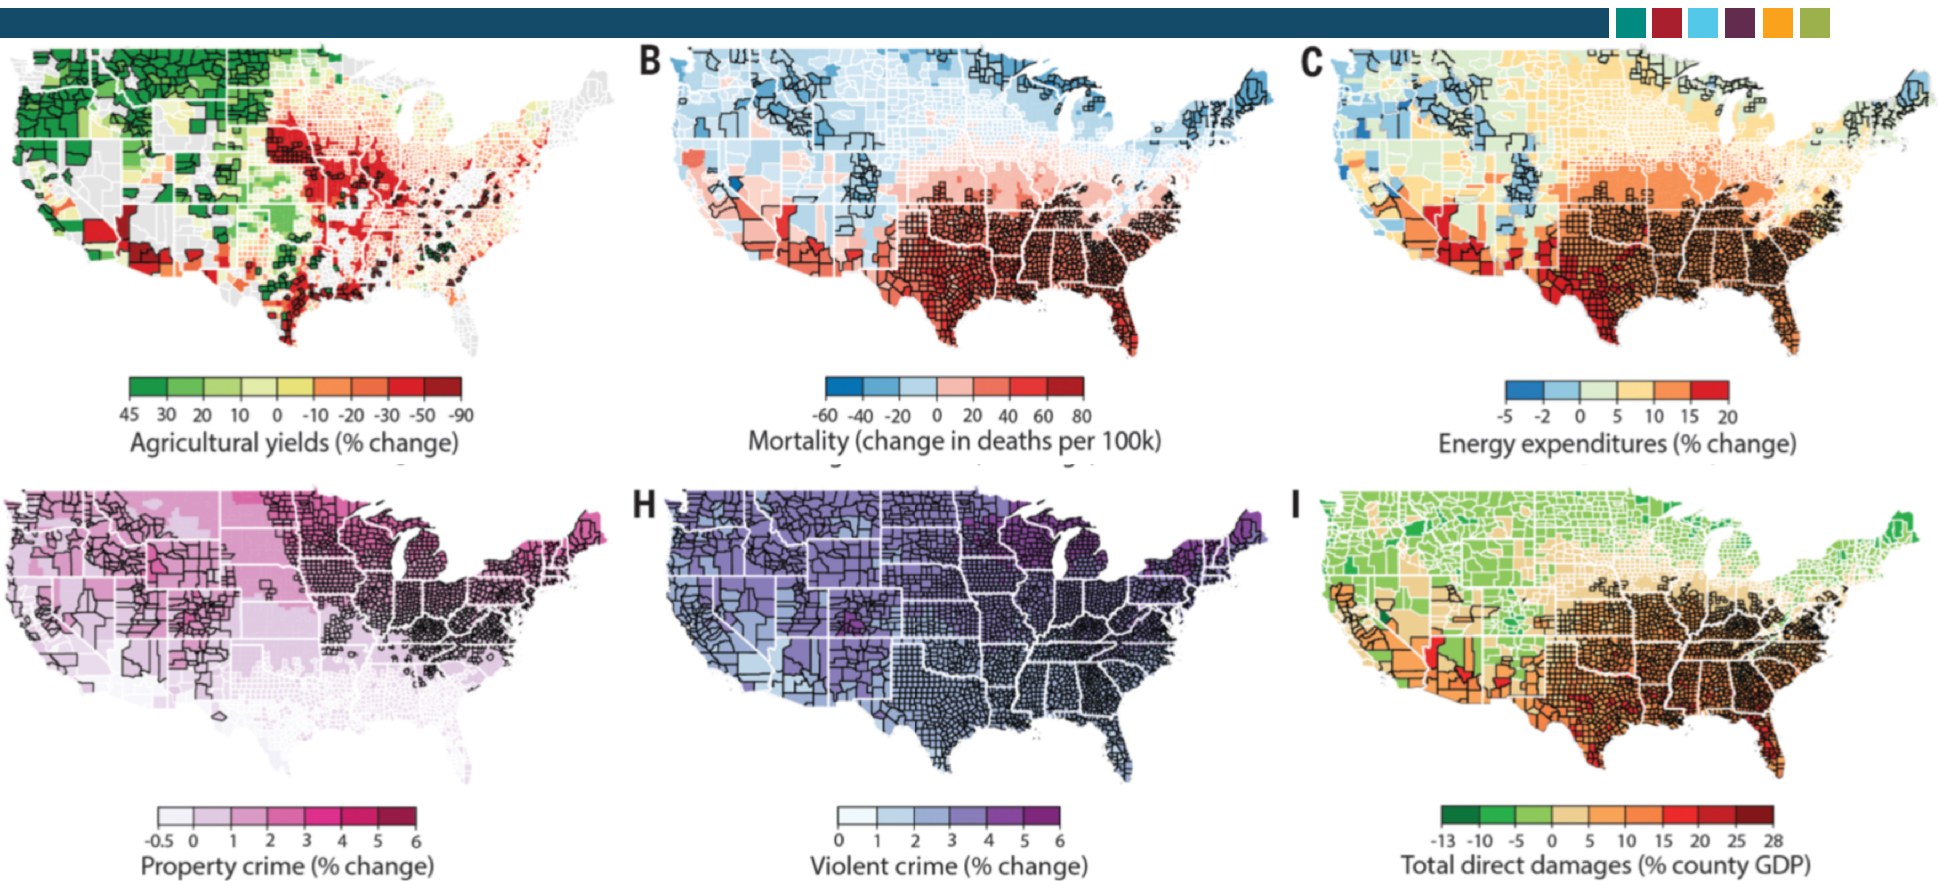 B
C
45 30 20 10 0 -10 -20 -30 -50 -90
Agricultural yields (% change)
-60 -40 -20 0 20 40 60 80
Mortality (change in deaths per 100k)
-5 -2 0 5 10 15 20
Energy expenditures (% change)
H
I
-0.5 0 1 2 3 4 5 6
Property crime (% change)
0 1 2 3 4 5 6
Violent crime (% change)
-13 -10 -5 0 5 10 15 20 25 28
Total direct damages (% county GDP)